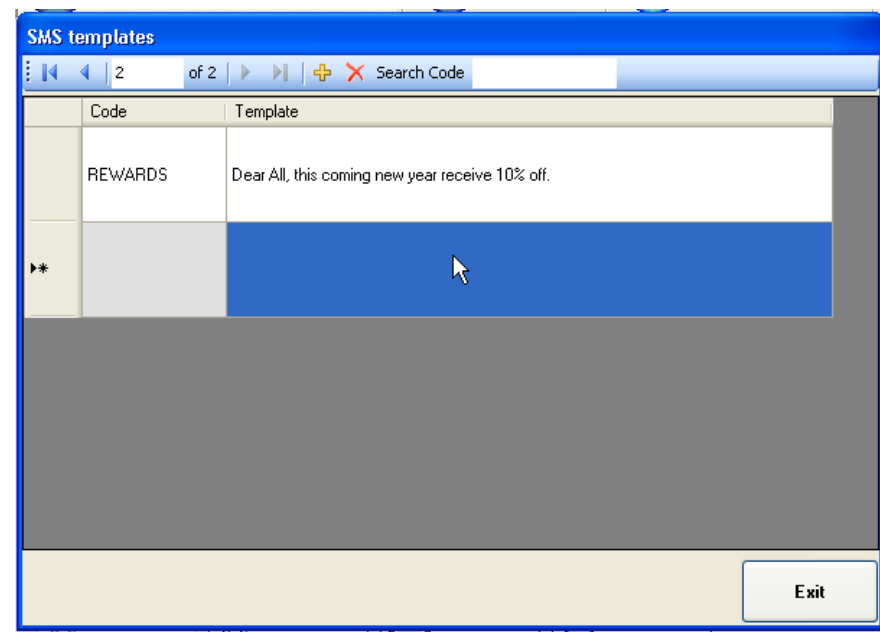 SMS templates
2 of 2 Search Code
Code Template
REWARDS Dear All, this coming new year receive 10% off.
Exit